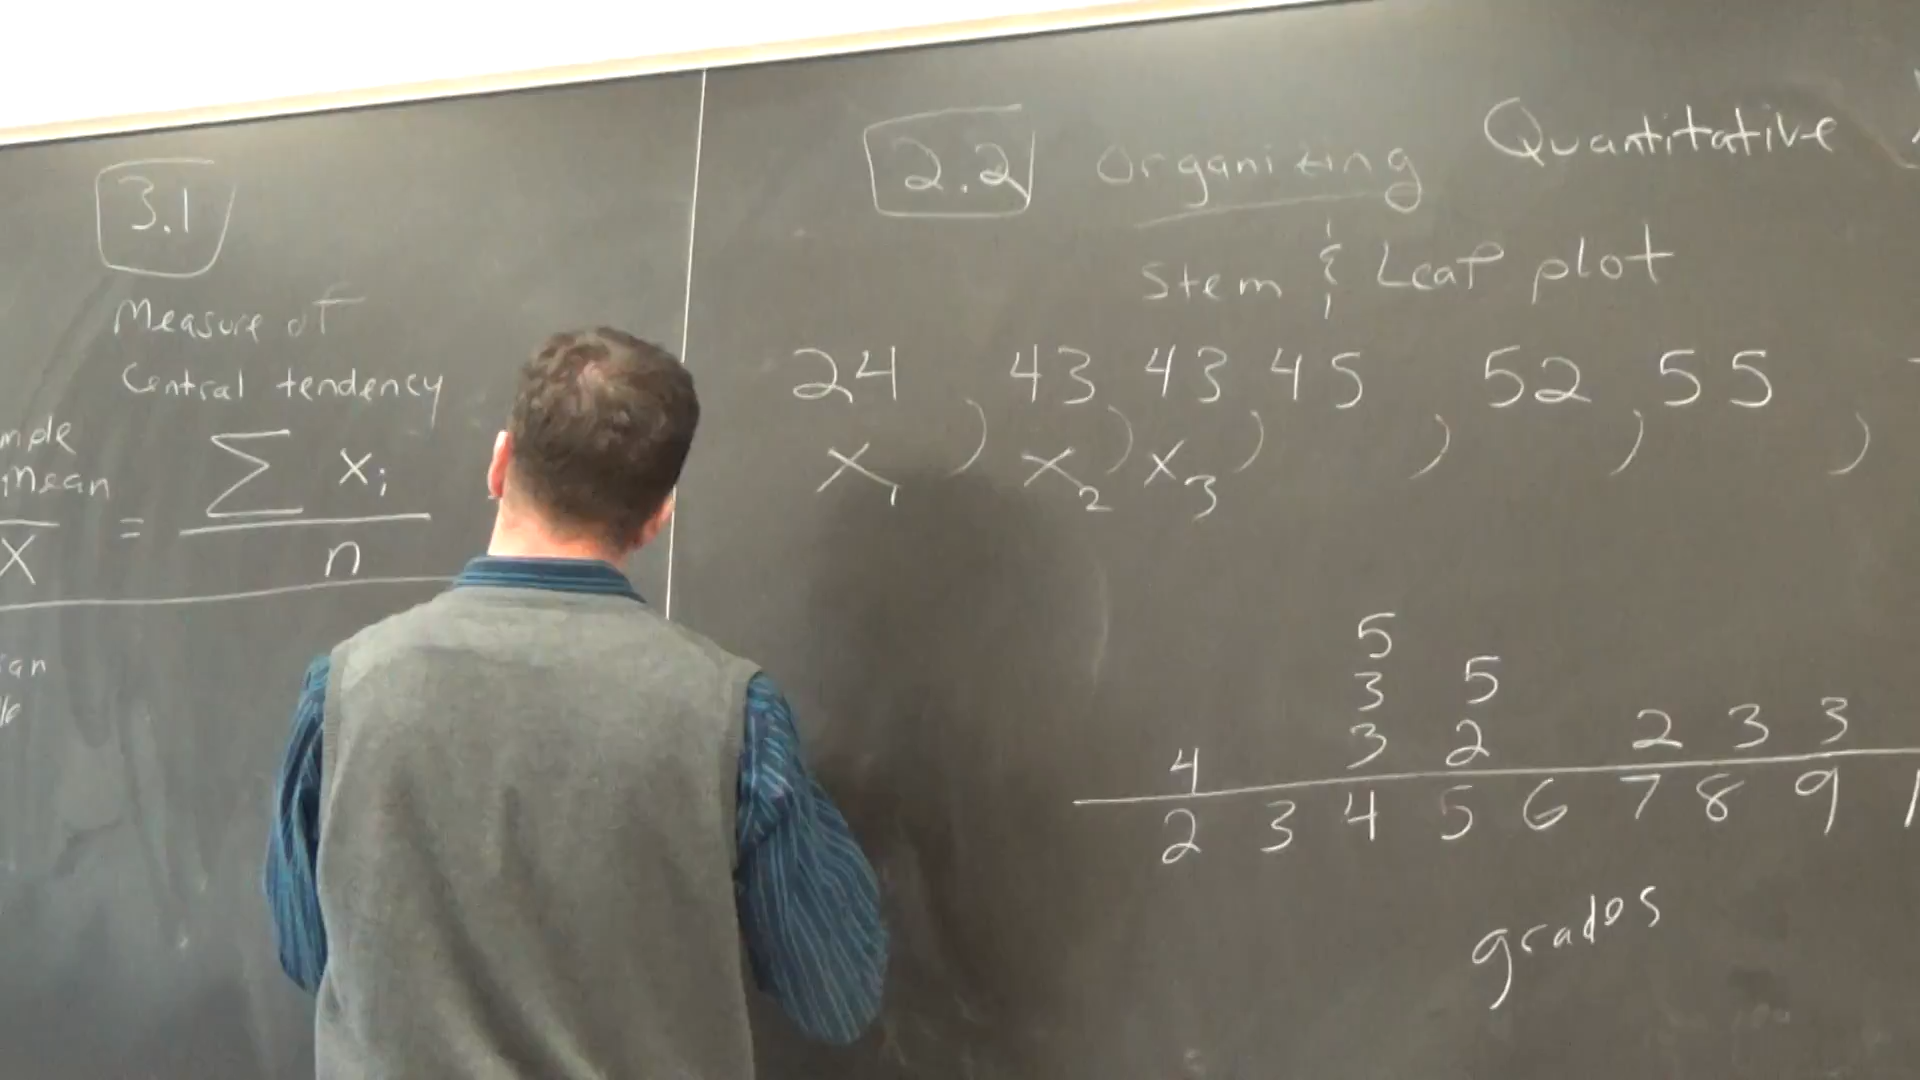 3.1
Measure of
Central tendency
mple
mean
X = Σ xi
n
an
2.2 Organizing Quantitative
Stem & Leaf plot
24, 43, 43, 45, 52, 55,
x1 x2 x3
5
3 5
4 3 2 2 3 3
2 3 4 5 6 7 8 9 1
grades